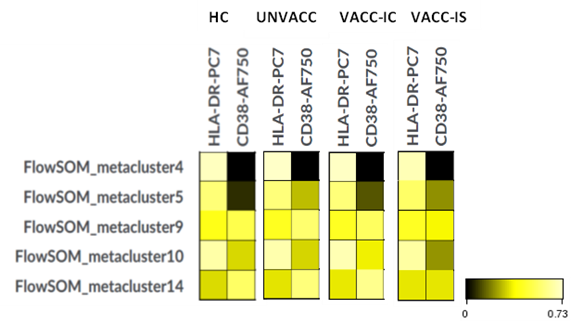 HC UNVACC VACC-IC VACC-IS
HLA-DR-PC7 CD38-AF750 HLA-DR-PC7 CD38-AF750 HLA-DR-PC7 CD38-AF750 HLA-DR-PC7 CD38-AF750
FlowSOM_metacluster4
FlowSOM_metacluster5
FlowSOM_metacluster9
FlowSOM_metacluster10
FlowSOM_metacluster14
0 0.73